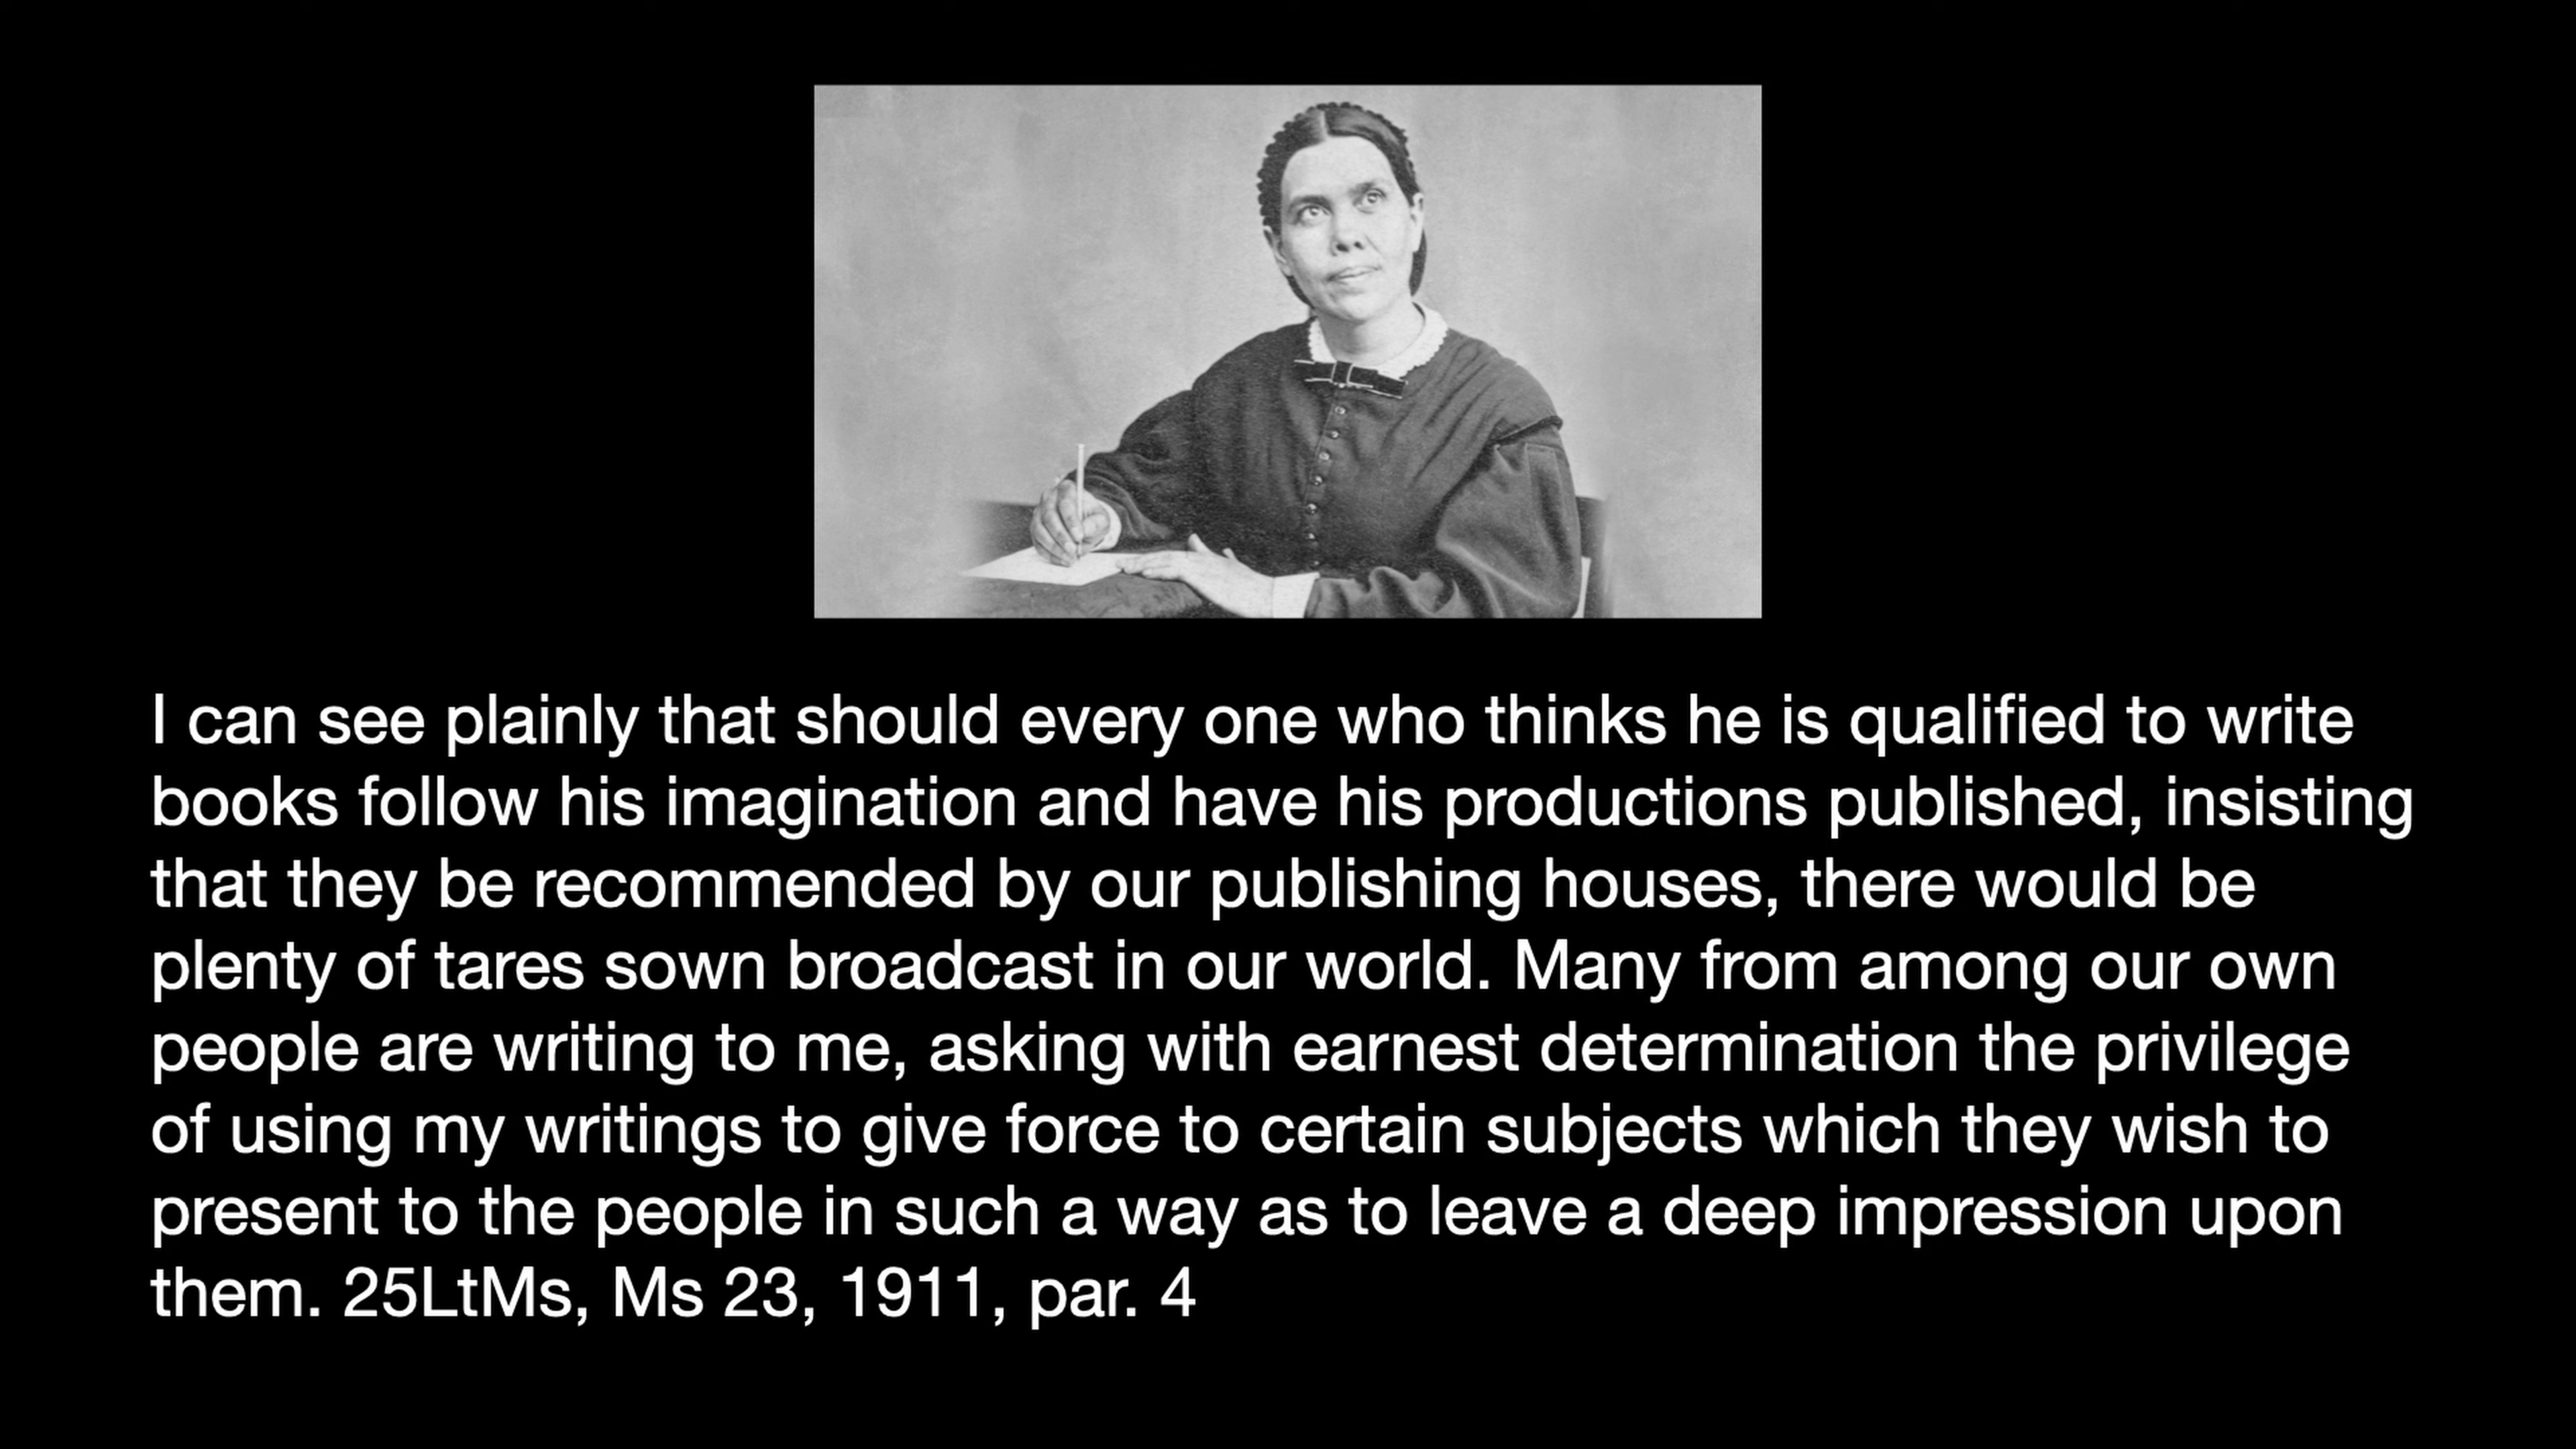 I can see plainly that should every one who thinks he is qualified to write
books follow his imagination and have his productions published, insisting
that they be recommended by our publishing houses, there would be
plenty of tares sown broadcast in our world. Many from among our own
people are writing to me, asking with earnest determination the privilege
of using my writings to give force to certain subjects which they wish to
present to the people in such a way as to leave a deep impression upon
them. 25LtMs, Ms 23, 1911, par. 4